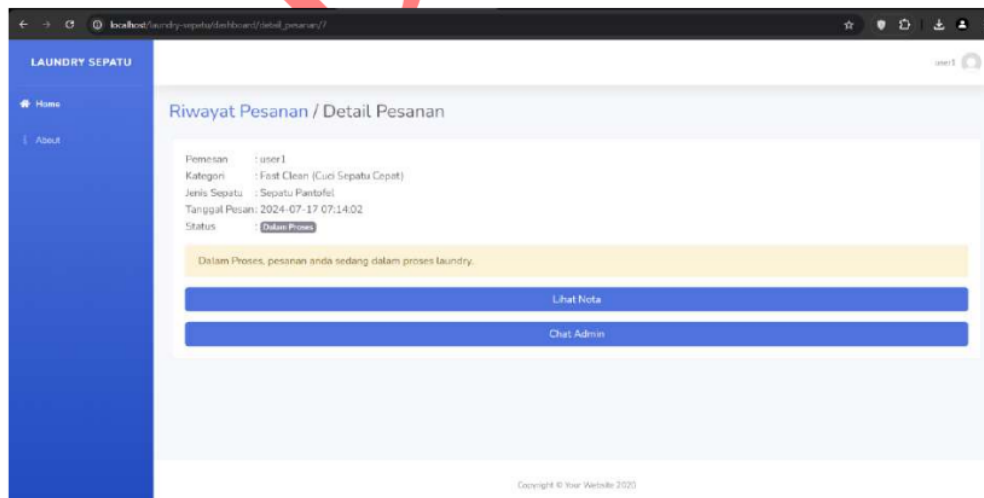 localhost/laundry-sepatu/dashboard/detail_pesanan/7
LAUNDRY SEPATU
user1
Home
About
Riwayat Pesanan / Detail Pesanan
Pemesan : user1
Kategori : Fast Clean (Cuci Sepatu Cepat)
Jenis Sepatu : Sepatu Pantofel
Tanggal Pesan: 2024-07-17 07:14:02
Status : Dalam Proses
Dalam Proses, pesanan anda sedang dalam proses laundry.
Lihat Nota
Chat Admin
Copyright © Your Website 2020